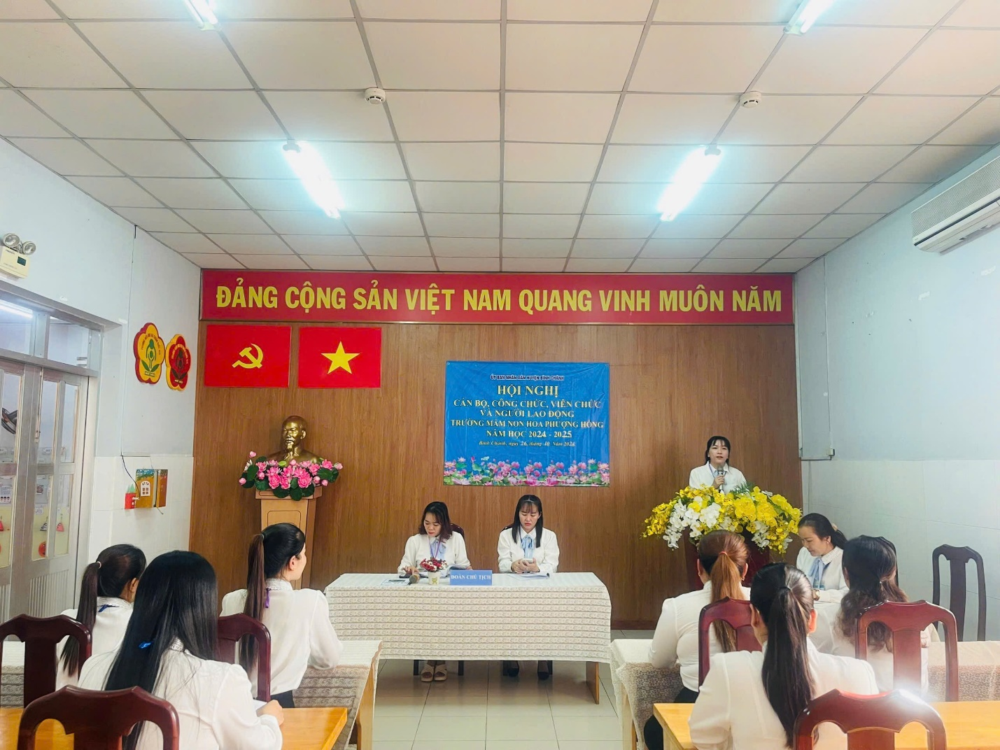 ĐẢNG CỘNG SẢN VIỆT NAM QUANG VINH MUÔN NĂM
ỦY BAN NHÂN DÂN HUYỆN BÌNH CHÁNH
HỘI NGHỊ
CÁN BỘ, CÔNG CHỨC, VIÊN CHỨC
VÀ NGƯỜI LAO ĐỘNG
TRƯỜNG MẦM NON HOA PHƯỢNG HỒNG
NĂM HỌC 2024 - 2025
Bình Chánh, ngày 26, tháng 10 Năm 2024
ĐOÀN CHỦ TỊCH